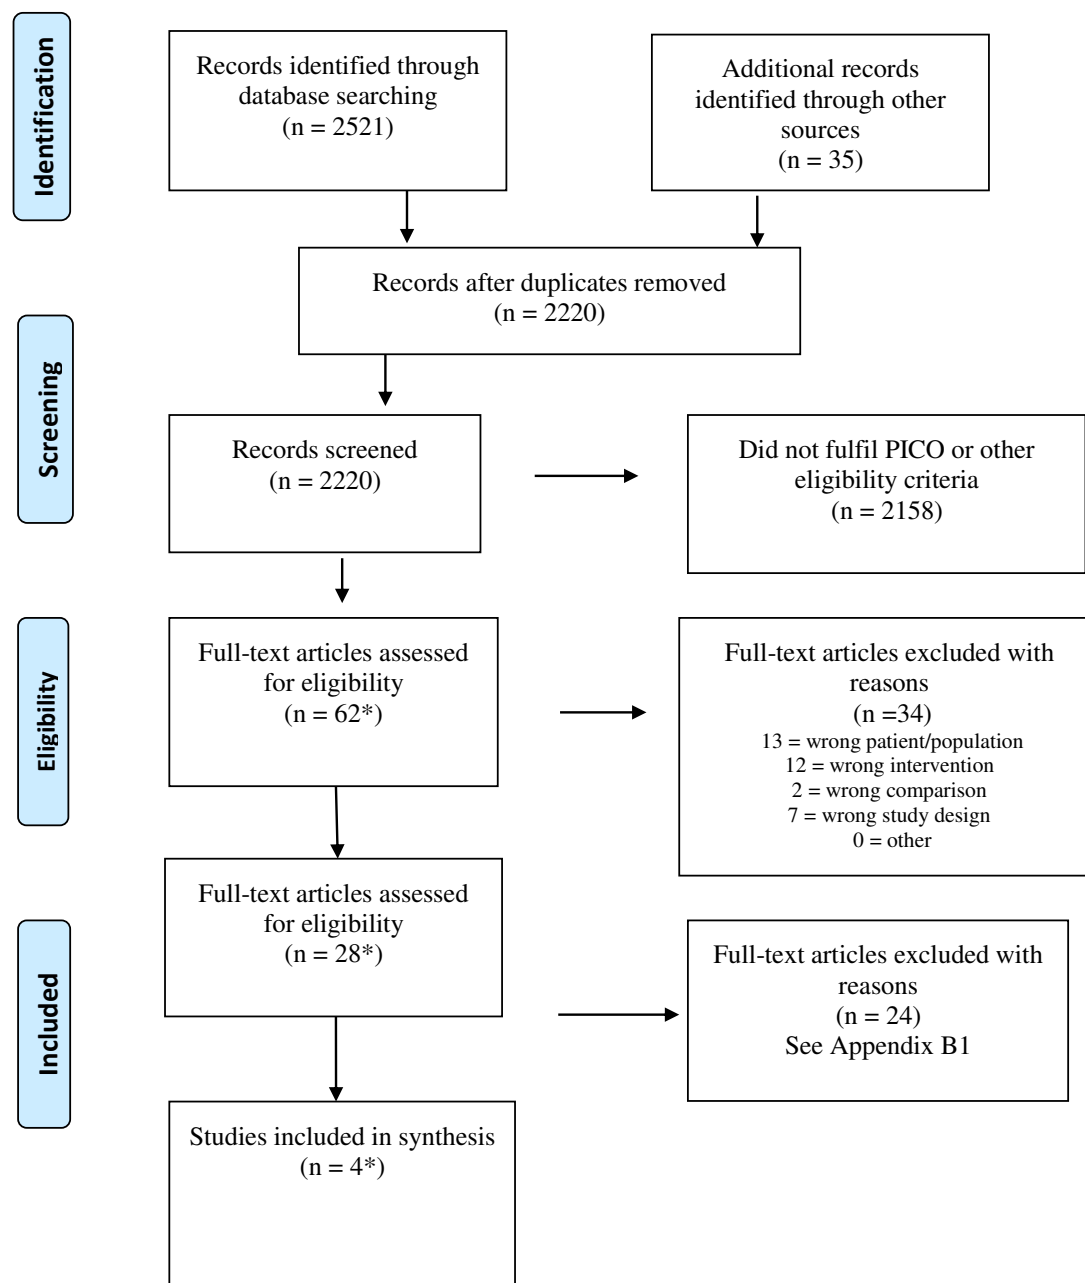 Identification
Records identified through
database searching
(n = 2521)
Additional records
identified through other
sources
(n = 35)
Records after duplicates removed
(n = 2220)
Screening
Records screened
(n = 2220)
Did not fulfil PICO or other
eligibility criteria
(n = 2158)
Eligibility
Full-text articles assessed
for eligibility
(n = 62*)
Full-text articles excluded with
reasons
(n =34)
13 = wrong patient/population
12 = wrong intervention
2 = wrong comparison
7 = wrong study design
0 = other
Full-text articles assessed
for eligibility
(n = 28*)
Included
Full-text articles excluded with
reasons
(n = 24)
See Appendix B1
Studies included in synthesis
(n = 4*)